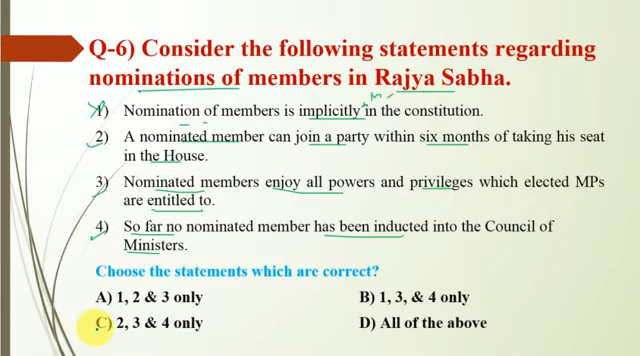 Q-6) Consider the following statements regarding
nominations of members in Rajya Sabha.
1) Nomination of members is implicitly in the constitution.
2) A nominated member can join a party within six months of taking his seat
in the House.
3) Nominated members enjoy all powers and privileges which elected MPs
are entitled to.
4) So far no nominated member has been inducted into the Council of
Ministers.
Choose the statements which are correct?
A) 1, 2 & 3 only B) 1, 3, & 4 only
C) 2, 3 & 4 only D) All of the above